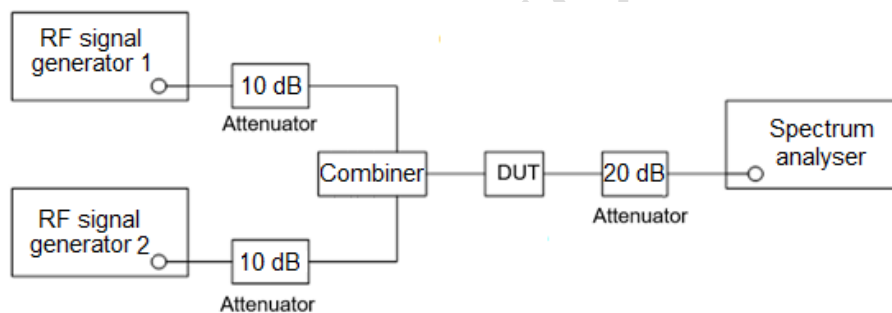 RF signal
generator 1
10 dB
Attenuator
Combiner
DUT
20 dB
Attenuator
Spectrum
analyser
RF signal
generator 2
10 dB
Attenuator